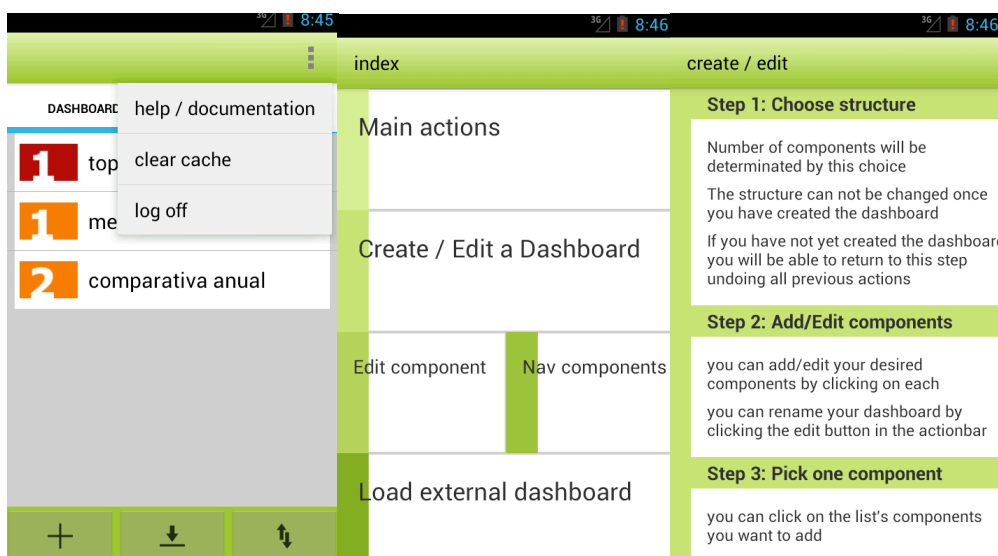 3G 8:45
DASHBOARD
help / documentation
clear cache
log off
1 top
1 me
2 comparativa anual
3G 8:46
index
Main actions
Create / Edit a Dashboard
Edit component
Nav components
Load external dashboard
3G 8:46
create / edit
Step 1: Choose structure
Number of components will be
determinated by this choice
The structure can not be changed once
you have created the dashboard
If you have not yet created the dashboard
you will be able to return to this step
undoing all previous actions
Step 2: Add/Edit components
you can add/edit your desired
components by clicking on each
you can rename your dashboard by
clicking the edit button in the actionbar
Step 3: Pick one component
you can click on the list's components
you want to add